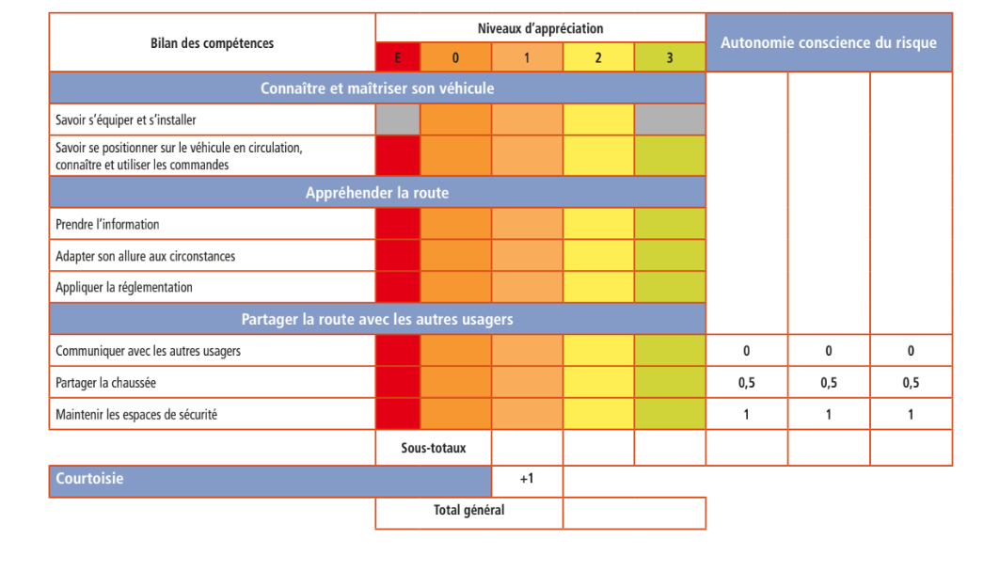 Bilan des compétences
Niveaux d'appréciation
Autonomie conscience du risque
E 0 1 2 3
Connaître et maîtriser son véhicule
Savoir s'équiper et s'installer
Savoir se positionner sur le véhicule en circulation,
connaître et utiliser les commandes
Appréhender la route
Prendre l'information
Adapter son allure aux circonstances
Appliquer la réglementation
Partager la route avec les autres usagers
Communiquer avec les autres usagers 0 0 0
Partager la chaussée 0,5 0,5 0,5
Maintenir les espaces de sécurité 1 1 1
Sous-totaux
Courtoisie +1
Total général